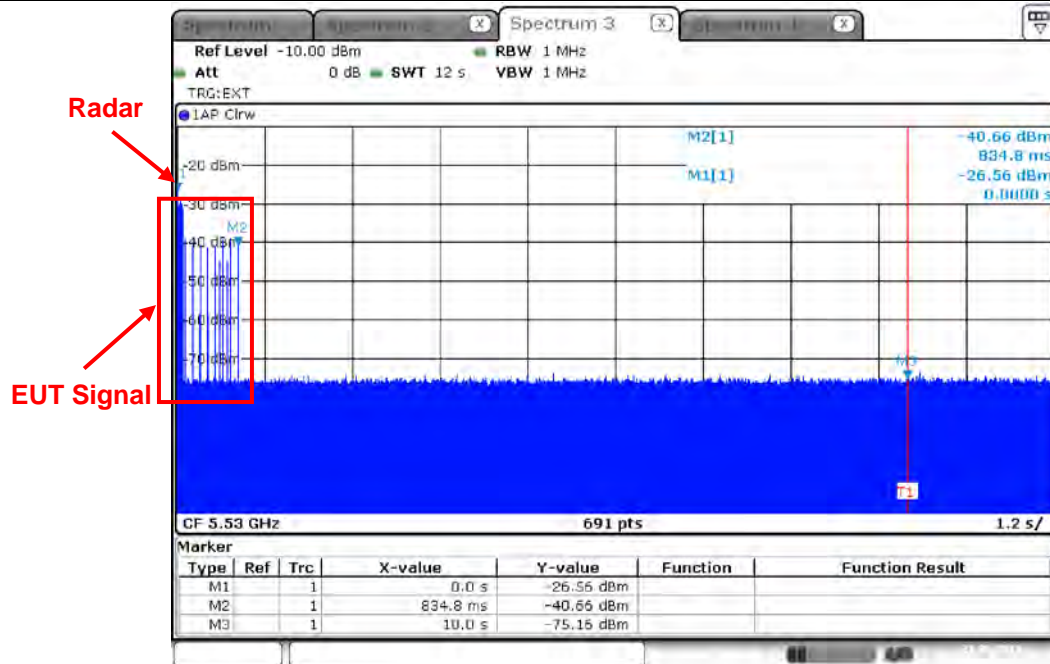 Spectrum 3
Ref Level -10.00 dBm RBW 1 MHz
Att 0 dB SWT 12 s VBW 1 MHz
TRG:EXT
1AP Clrw
Radar
EUT Signal
M2[1] -40.66 dBm
834.8 ms
M1[1] -26.56 dBm
0.0000 s
-20 dBm
-30 dBm
M2
-40 dBm
-50 dBm
-60 dBm
-70 dBm
M3
T1
CF 5.53 GHz 691 pts 1.2 s/
Marker
Type Ref Trc X-value Y-value Function Function Result
M1 1 0.0 s -26.56 dBm
M2 1 834.8 ms -40.66 dBm
M3 1 10.0 s -75.16 dBm